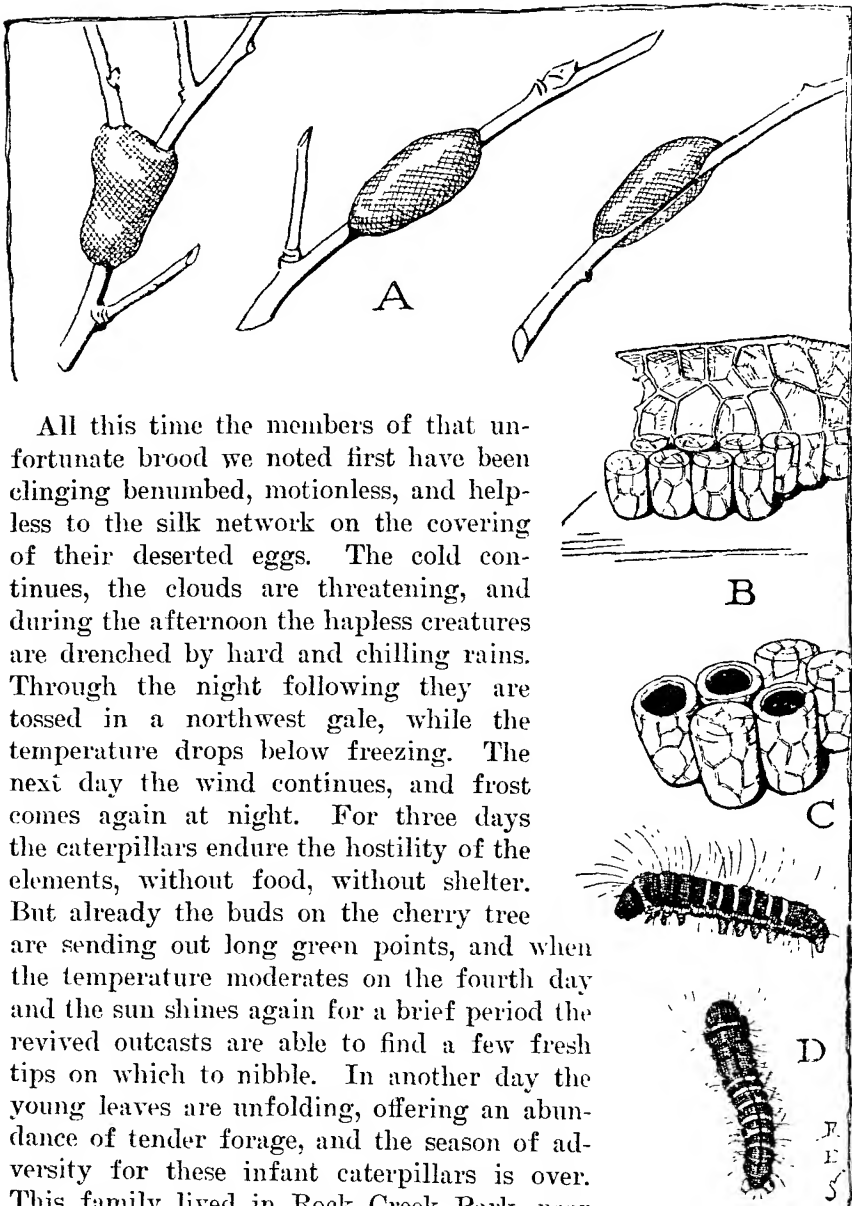 A
All this time the members of that un-
fortunate brood we noted first have been
clinging benumbed, motionless, and help-
less to the silk network on the covering
of their deserted eggs. The cold con-
tinues, the clouds are threatening, and
during the afternoon the hapless creatures
are drenched by hard and chilling rains.
Through the night following they are
tossed in a northwest gale, while the
temperature drops below freezing. The
next day the wind continues, and frost
comes again at night. For three days
the caterpillars endure the hostility of the
elements, without food, without shelter.
But already the buds on the cherry tree
are sending out long green points, and when
the temperature moderates on the fourth day
and the sun shines again for a brief period the
revived outcasts are able to find a few fresh
tips on which to nibble. In another day the
young leaves are unfolding, offering an abun-
dance of tender forage, and the season of ad-
versity for these infant caterpillars is over.
This family lived in Rock Creek Park, near
B
C
D